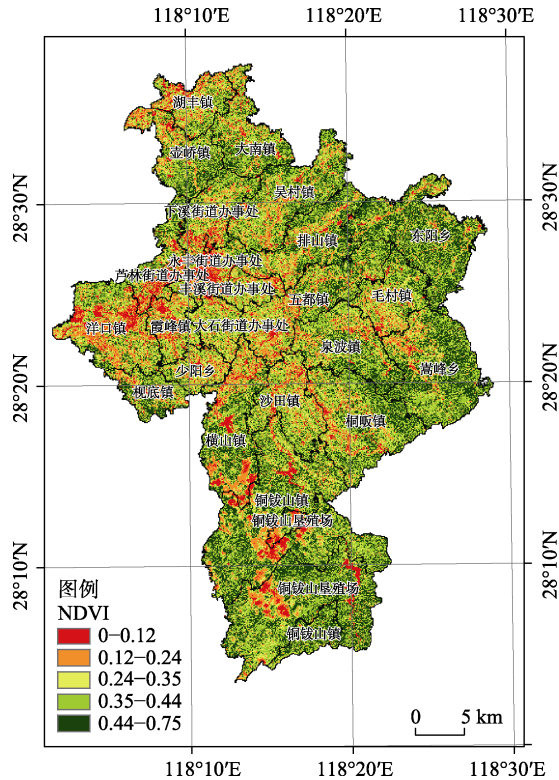 118°10′E 118°20′E 118°30′E
湖丰镇
壶峤镇
大南镇
吴村镇
下溪街道办事处
排山镇
东阳乡
永丰街道办事处
芦林街道办事处
丰溪街道办事处
毛村镇
五都镇
洋口镇
霞峰镇
大石街道办事处
泉波镇
少阳乡
嵩峰乡
枧底镇
沙田镇
桐畈镇
横山镇
铜钹山镇
铜钹山垦殖场
铜钹山垦殖场
铜钹山镇
28°30′N
28°20′N
28°10′N
28°30′N
28°20′N
28°10′N
图例
NDVI
0−0.12
0.12−0.24
0.24−0.35
0.35−0.44
0.44−0.75
0 5 km
118°10′E 118°20′E 118°30′E